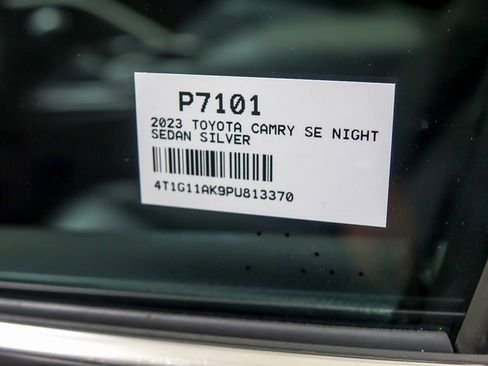 P7101
2023 TOYOTA CAMRY SE NIGHT
SEDAN SILVER
4T1G11AK9PU813370